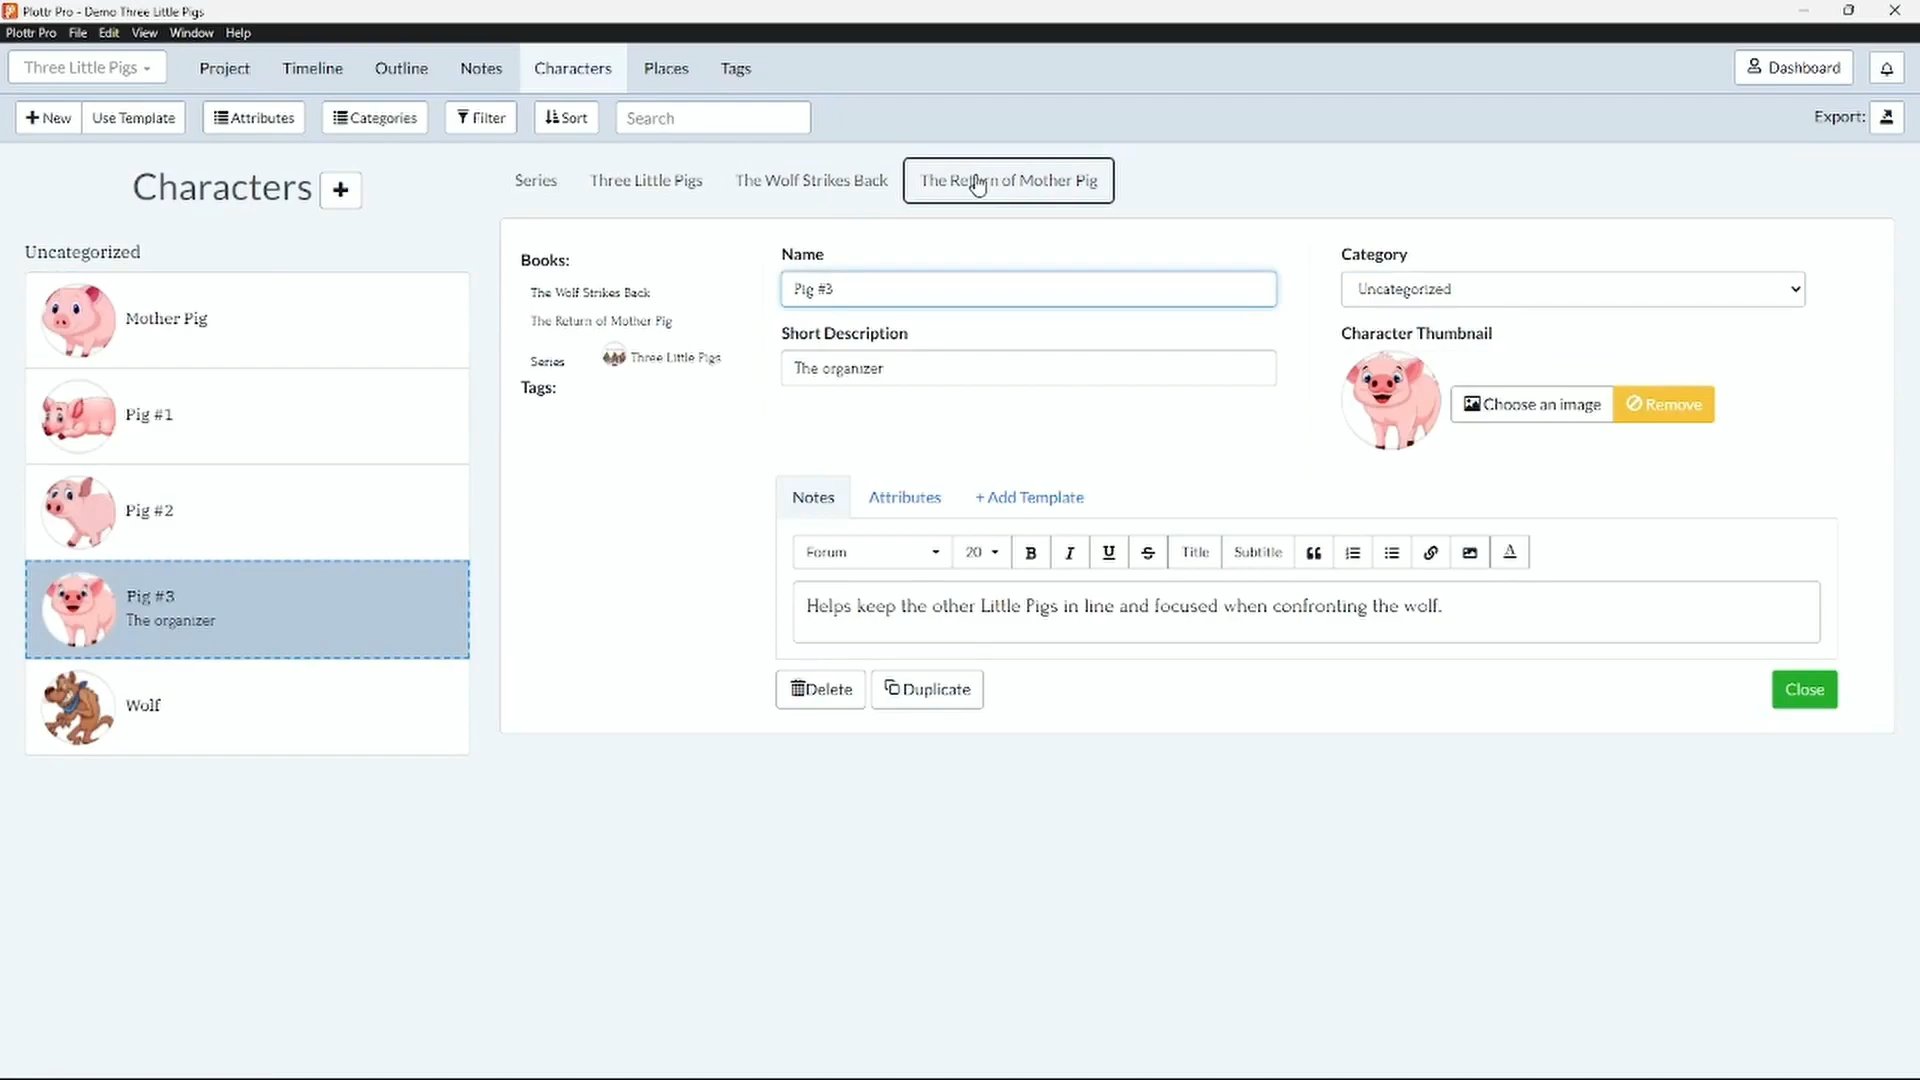 Plottr Pro - Demo Three Little Pigs
Plottr Pro File Edit View Window Help
Three Little Pigs Project Timeline Outline Notes Characters Places Tags Dashboard
New Use Template Attributes Categories Filter Sort Search Export:
Characters
Series Three Little Pigs The Wolf Strikes Back The Return of Mother Pig
Uncategorized
Mother Pig
Pig #1
Pig #2
Pig #3
The organizer
Wolf
Books:
The Wolf Strikes Back
The Return of Mother Pig
Series Three Little Pigs
Tags:
Name
Pig #3
Short Description
The organizer
Category
Uncategorized
Character Thumbnail
Choose an image Remove
Notes Attributes + Add Template
Forum 20 B I U S Title Subtitle A
Helps keep the other Little Pigs in line and focused when confronting the wolf.
Delete Duplicate Close